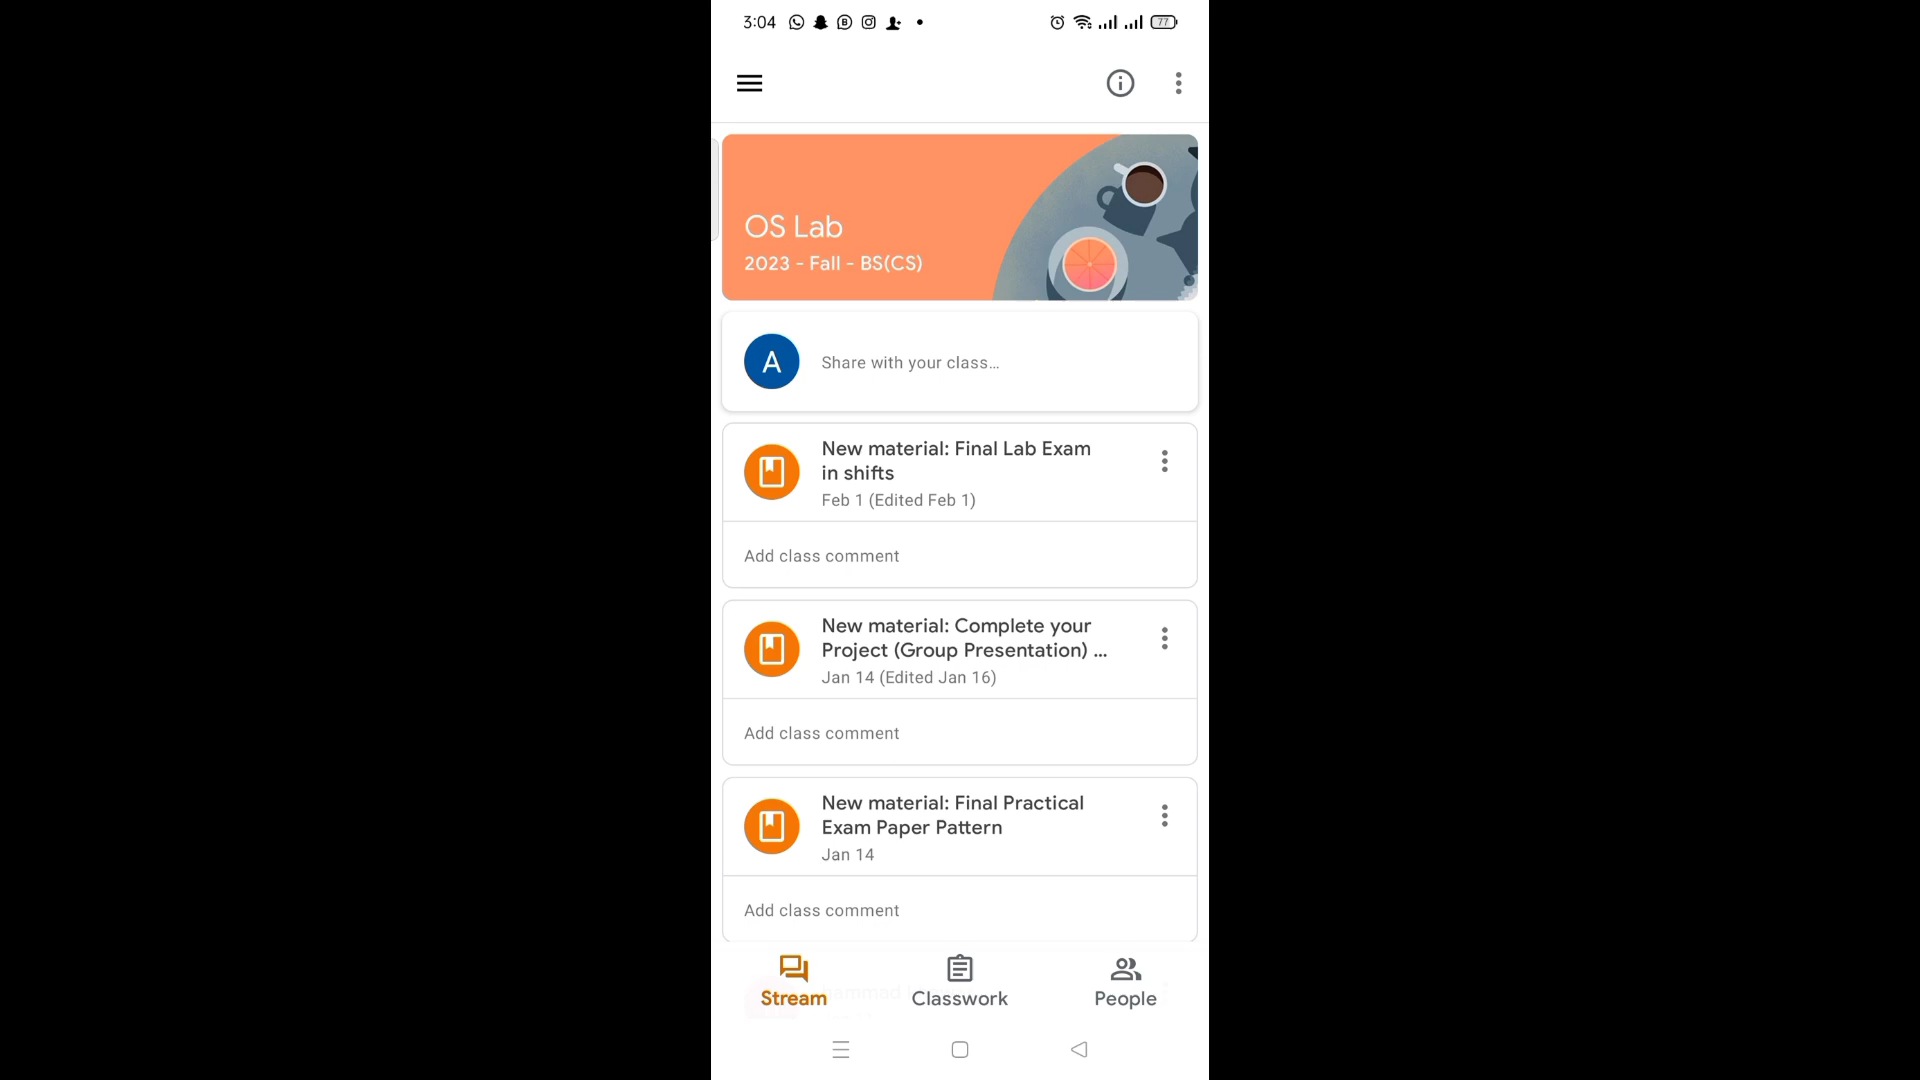 3:04
77
OS Lab
2023 - Fall - BS(CS)
A
Share with your class...
New material: Final Lab Exam
in shifts
Feb 1 (Edited Feb 1)
Add class comment
New material: Complete your
Project (Group Presentation) ...
Jan 14 (Edited Jan 16)
Add class comment
New material: Final Practical
Exam Paper Pattern
Jan 14
Add class comment
Stream
Classwork
People